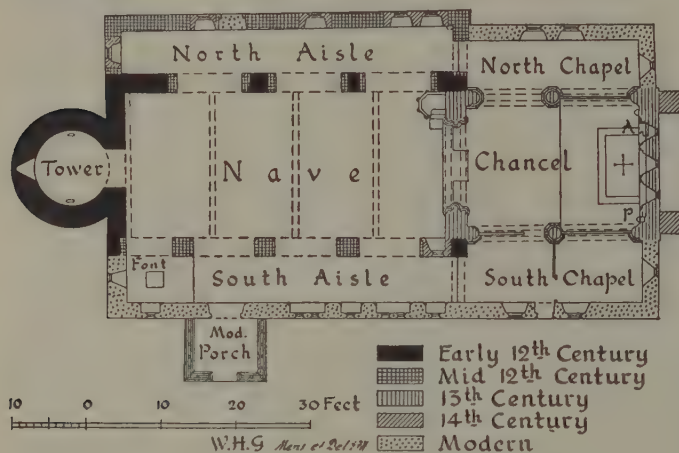 North Aisle
North Chapel
Tower
Nave
Chancel
A
P
Font
South Aisle
South Chapel
Mod.
Porch
Early 12th Century
Mid 12th Century
13th Century
14th Century
Modern
10 0 10 20 30 Feet
W.H.G